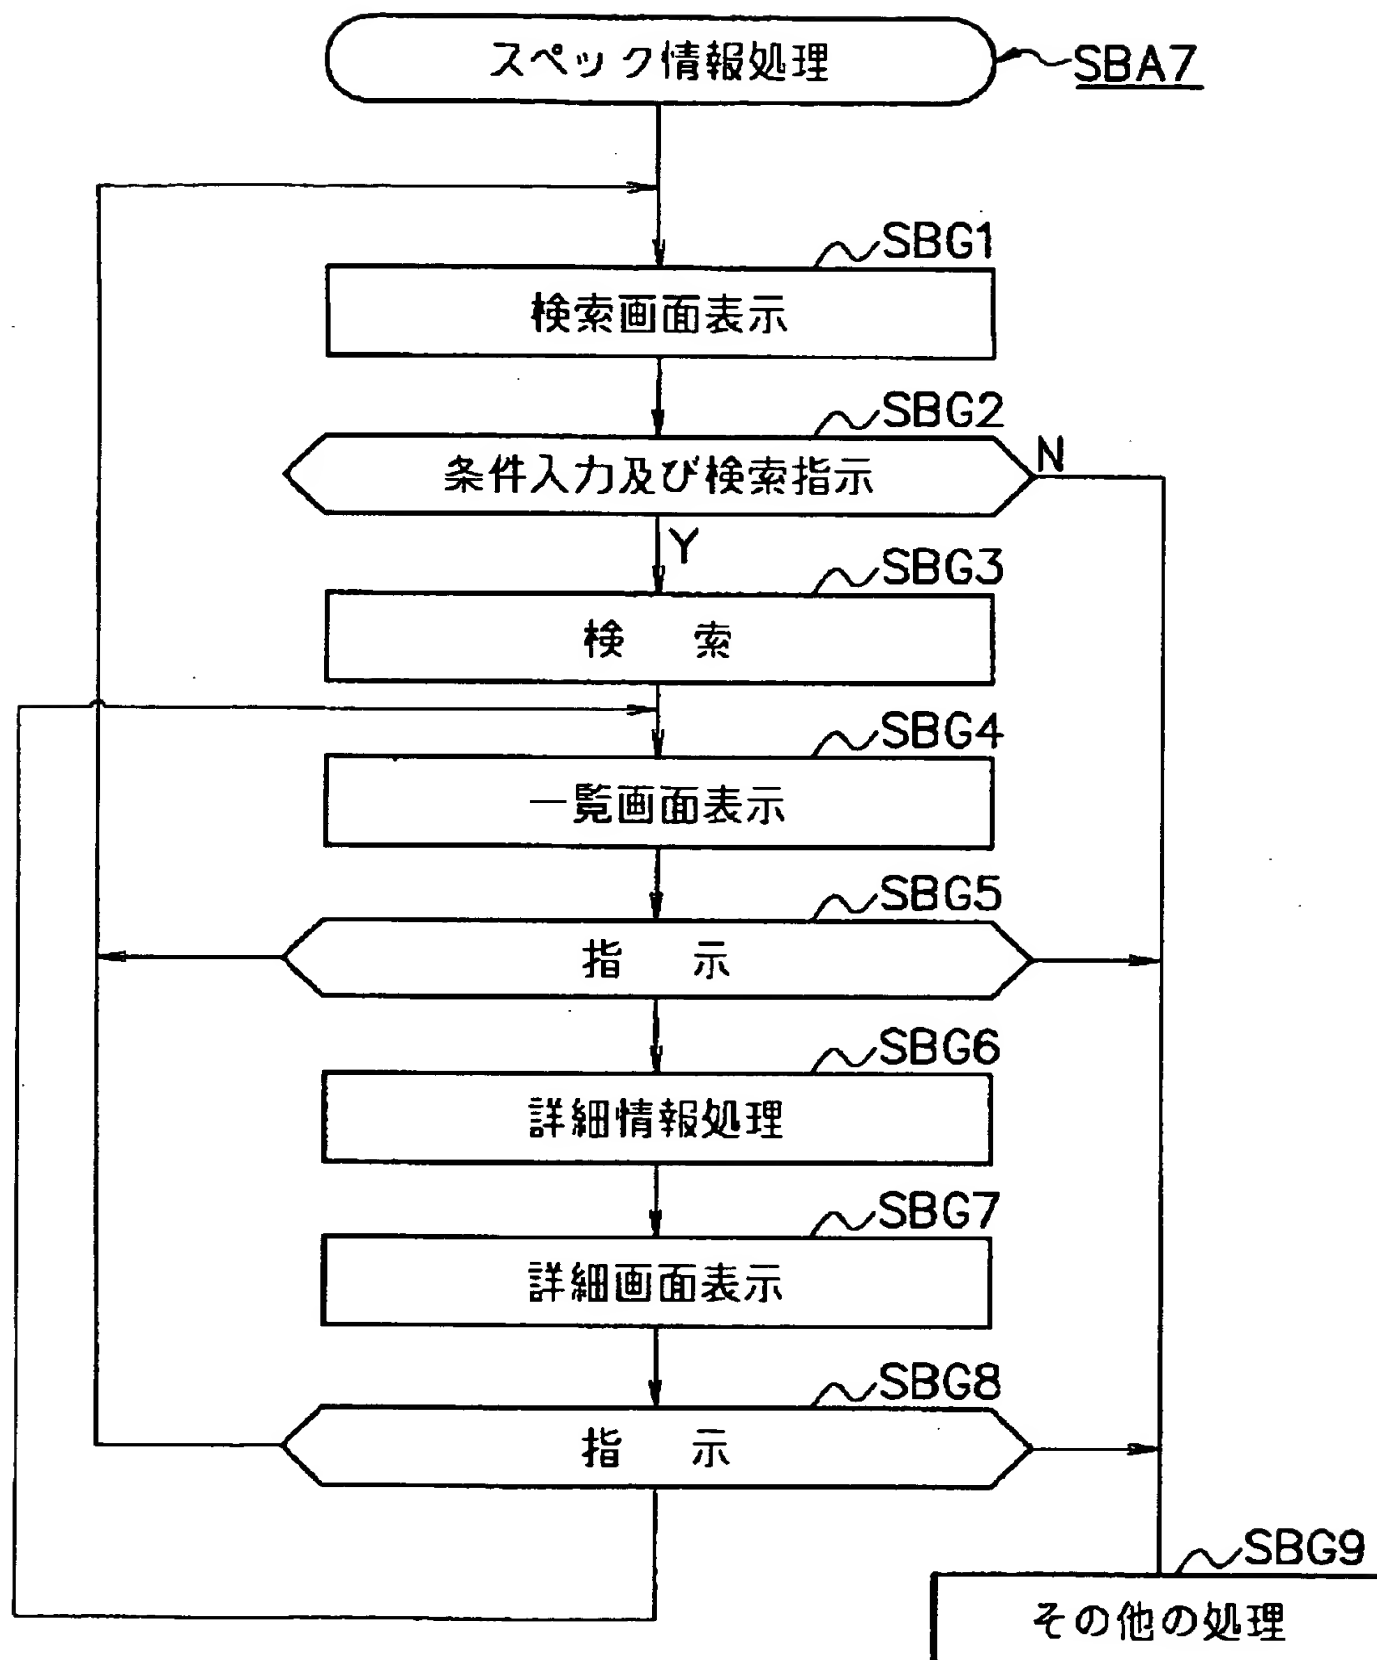 スペック情報処理
SBA7
SBG1
検索画面表示
SBG2
条件入力及び検索指示
N
Y
SBG3
検 索
SBG4
一覧画面表示
SBG5
指 示
SBG6
詳細情報処理
SBG7
詳細画面表示
SBG8
指 示
SBG9
その他の処理